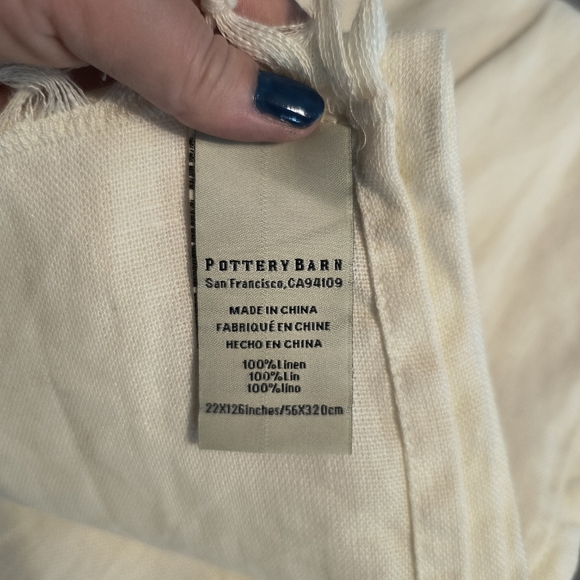 POTTERY BARN
San Francisco,CA94109
MADE IN CHINA
FABRIQUÉ EN CHINE
HECHO EN CHINA
100%Linen
100%Lin
100%lino
22X126inches/56X320cm